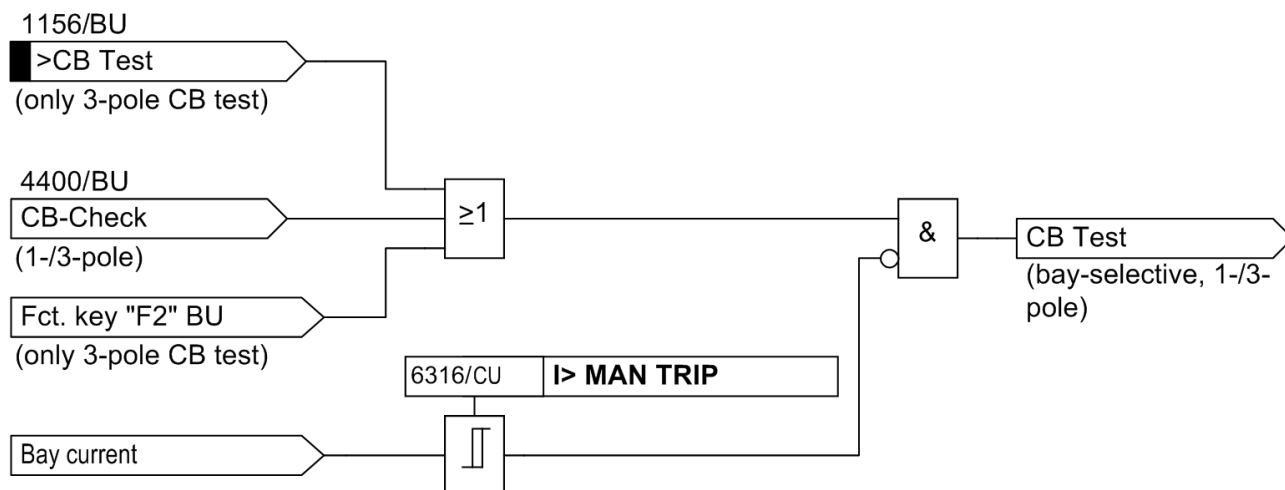 1156/BU
>CB Test
(only 3-pole CB test)
4400/BU
CB-Check
(1-/3-pole)
≥1
&
CB Test
(bay-selective, 1-/3-
pole)
Fct. key "F2" BU
(only 3-pole CB test)
6316/CU I> MAN TRIP
Bay current